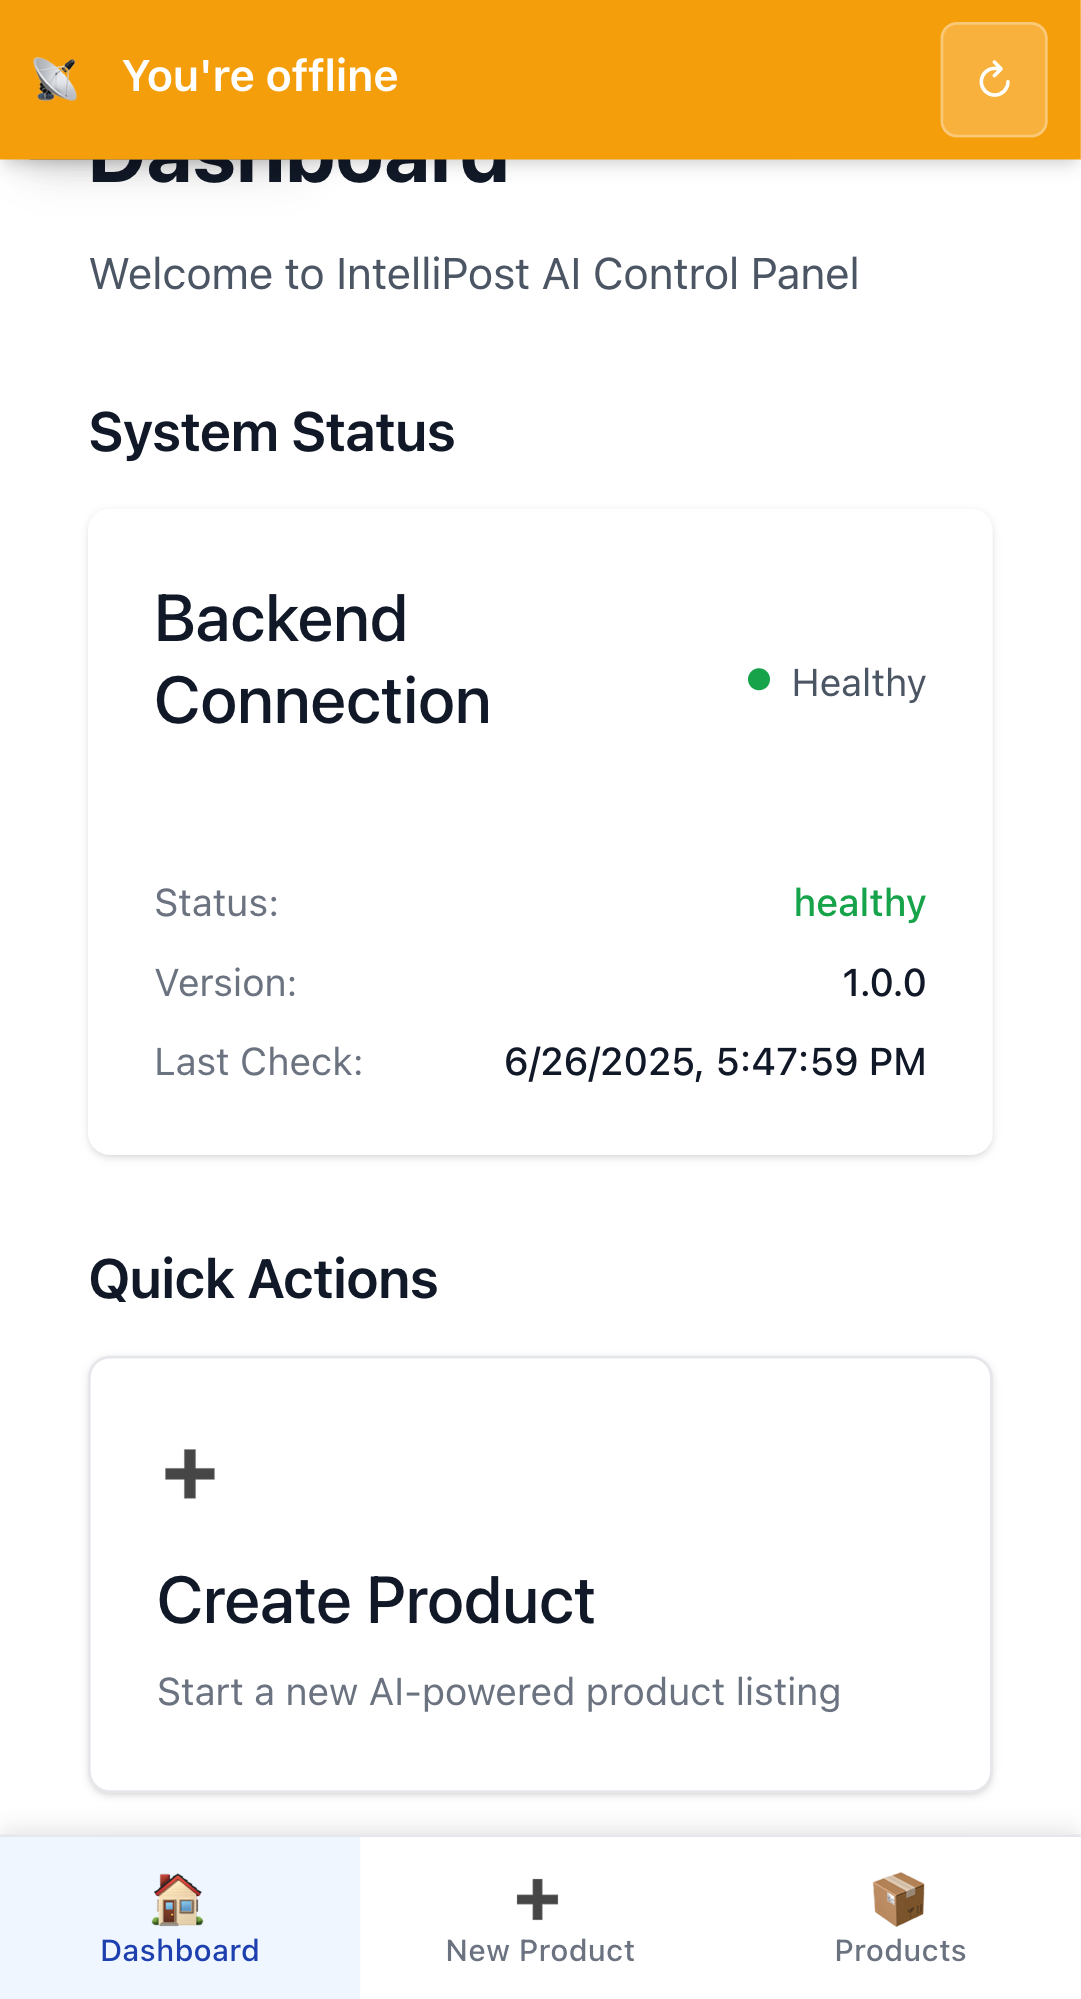 You're offline
Dashboard
Welcome to IntelliPost AI Control Panel
System Status
Backend
Connection
Healthy
Status: healthy
Version: 1.0.0
Last Check: 6/26/2025, 5:47:59 PM
Quick Actions
Create Product
Start a new AI-powered product listing
Dashboard New Product Products